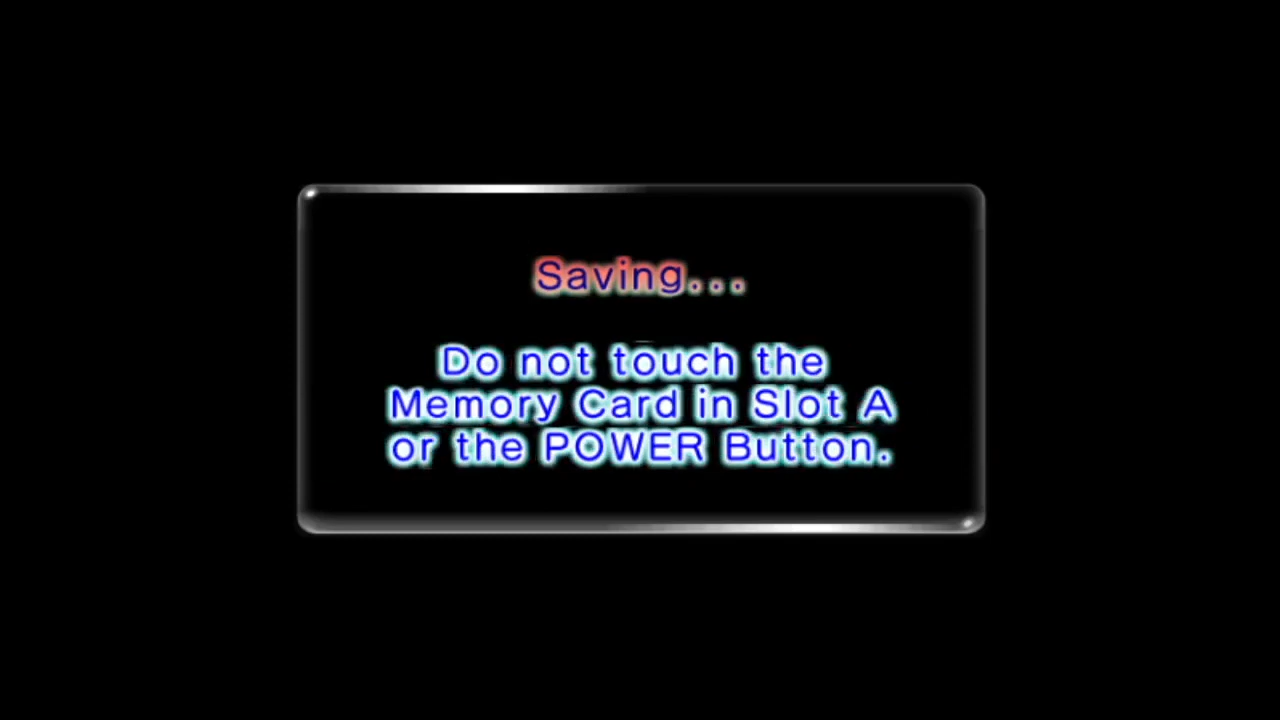 Saving...
Do not touch the
Memory Card in Slot A
or the POWER Button.